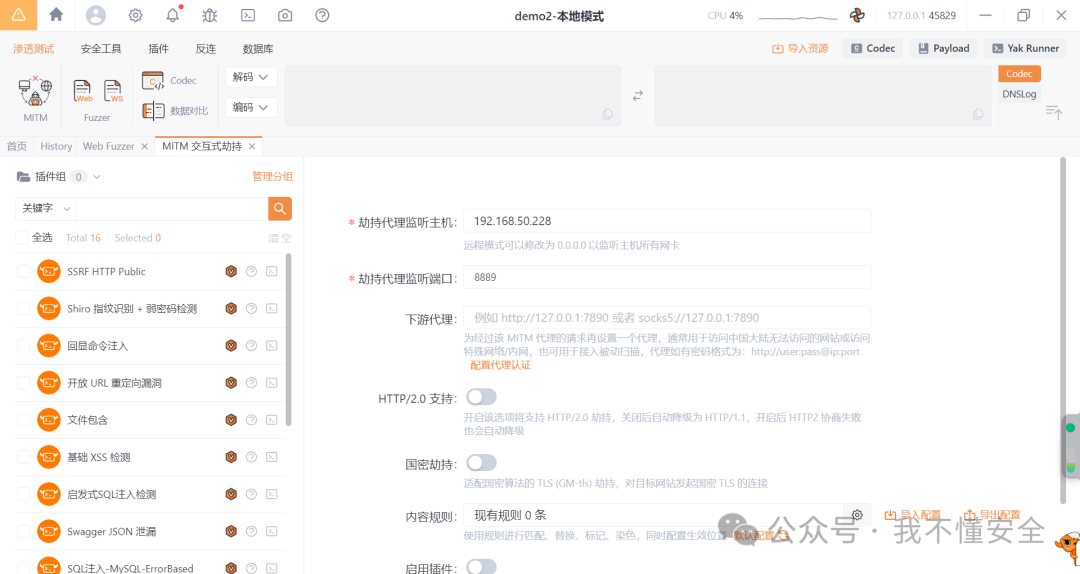 demo2-本地模式
CPU 4%
127.0.0.1 45829
渗透测试 安全工具 插件 反连 数据库
导入资源 Codec Payload Yak Runner
MITM
Web WS
Fuzzer
Codec
数据对比
解码
编码
Codec
DNSLog
首页 History Web Fuzzer MITM 交互式劫持
插件组 0 管理分组
关键字
全选 Total 16 Selected 0 清空
SSRF HTTP Public
Shiro 指纹识别 + 弱密码检测
回显命令注入
开放 URL 重定向漏洞
文件包含
基础 XSS 检测
启发式SQL注入检测
Swagger JSON 泄漏
SQL注入-MySQL-ErrorBased
* 劫持代理监听主机: 192.168.50.228
远程模式可以修改为 0.0.0.0 以监听主机所有网卡
* 劫持代理监听端口: 8889
下游代理: 例如 http://127.0.0.1:7890 或者 socks5://127.0.0.1:7890
为经过该 MITM 代理的请求再设置一个代理，通常用于访问中国大陆无法访问的网站或访问
特殊网络/内网，也可用于接入被动扫描，代理如有密码格式为：http://user:pass@ip:port
配置代理认证
HTTP/2.0 支持:
开启该选项将支持 HTTP/2.0 劫持，关闭后自动降级为 HTTP/1.1，开启后 HTTP2 协商失败
也会自动降级
国密劫持:
适配国密算法的 TLS (GM-tls) 劫持，对目标网站发起国密 TLS 的连接
内容规则: 现有规则 0 条 导入配置 导出配置
使用规则进行匹配、替换、标记、染色，同时配置生效位置 默认配置
公众号 · 我不懂安全
启用插件: